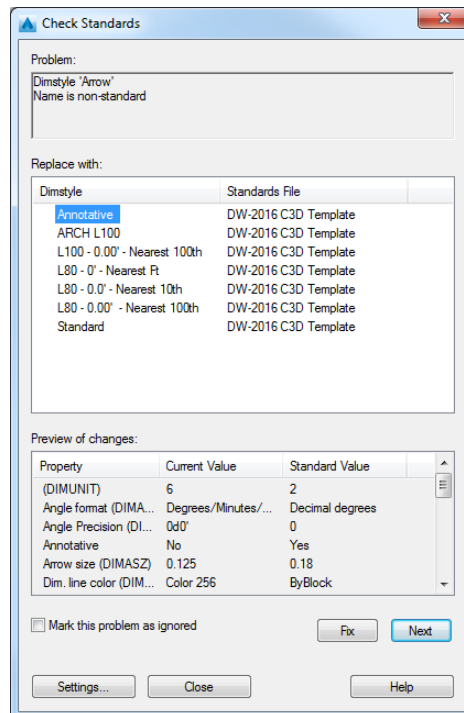 Check Standards
Problem:
Dimstyle 'Arrow'
Name is non-standard
Replace with:
Dimstyle Standards File
Annotative DW-2016 C3D Template
ARCH L100 DW-2016 C3D Template
L100 - 0.00' - Nearest 100th DW-2016 C3D Template
L80 - 0' - Nearest Ft DW-2016 C3D Template
L80 - 0.0' - Nearest 10th DW-2016 C3D Template
L80 - 0.00' - Nearest 100th DW-2016 C3D Template
Standard DW-2016 C3D Template
Preview of changes:
Property Current Value Standard Value
(DIMUNIT) 6 2
Angle format (DIMA... Degrees/Minutes/... Decimal degrees
Angle Precision (DI... 0d0' 0
Annotative No Yes
Arrow size (DIMASZ) 0.125 0.18
Dim. line color (DIM... Color 256 ByBlock
Mark this problem as ignored
Fix Next
Settings... Close Help